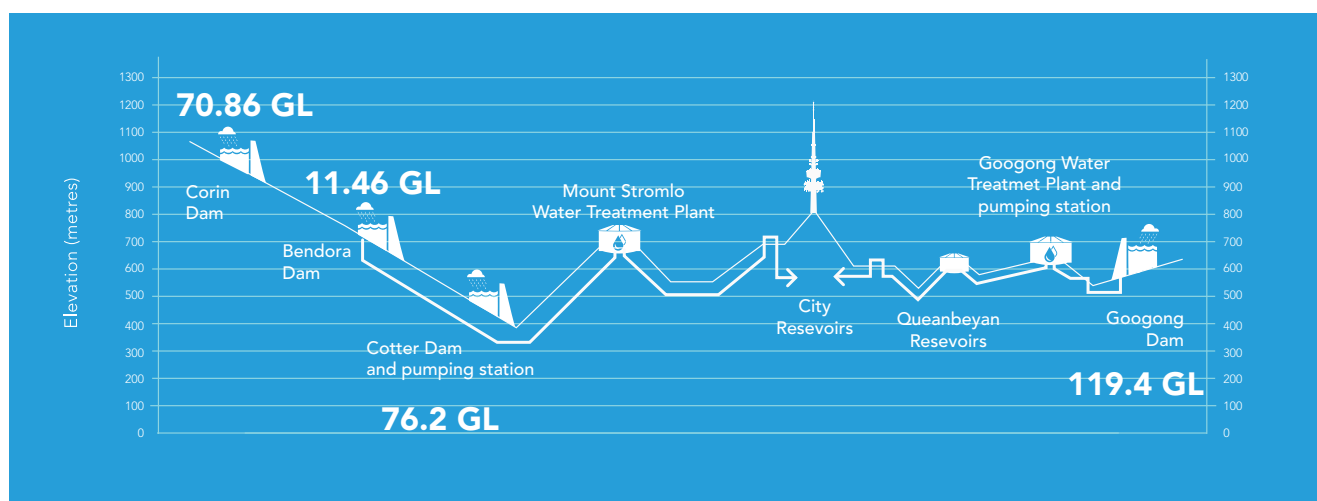 Elevation (metres)
1300
1200
1100
1000
900
800
700
600
500
400
300
200
100
0
70.86 GL
Corin
Dam
11.46 GL
Bendora
Dam
Cotter Dam
and pumping station
76.2 GL
Mount Stromlo
Water Treatment Plant
City
Resevoirs
Queanbeyan
Resevoirs
Googong Water
Treatmet Plant and
pumping station
Googong
Dam
119.4 GL
1300
1200
1100
1000
900
800
700
600
500
400
300
200
100
0